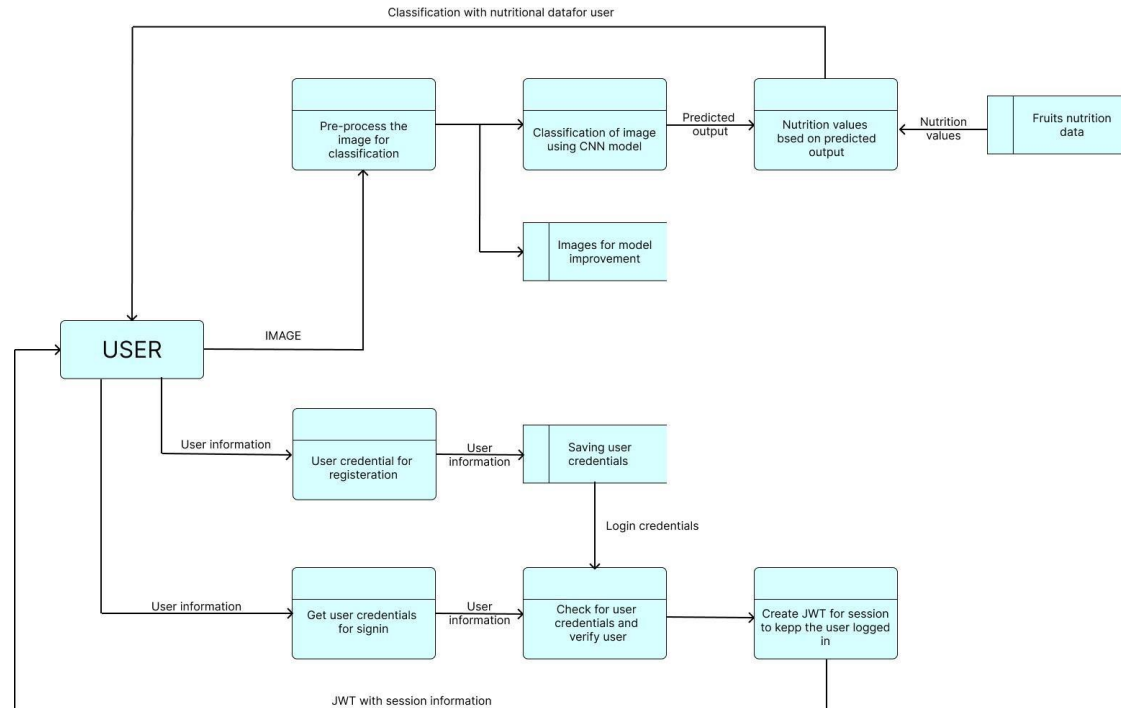 Classification with nutritional datafor user
Pre-process the
image for
classification
Classification of image
using CNN model
Predicted
output
Nutrition values
bsed on predicted
output
Nutrition
values
Fruits nutrition
data
Images for model
improvement
IMAGE
USER
User information
User credential for
registeration
User
information
Saving user
credentials
Login credentials
User information
Get user credentials
for signin
User
information
Check for user
credentials and
verify user
Create JWT for session
to kepp the user logged
in
JWT with session information